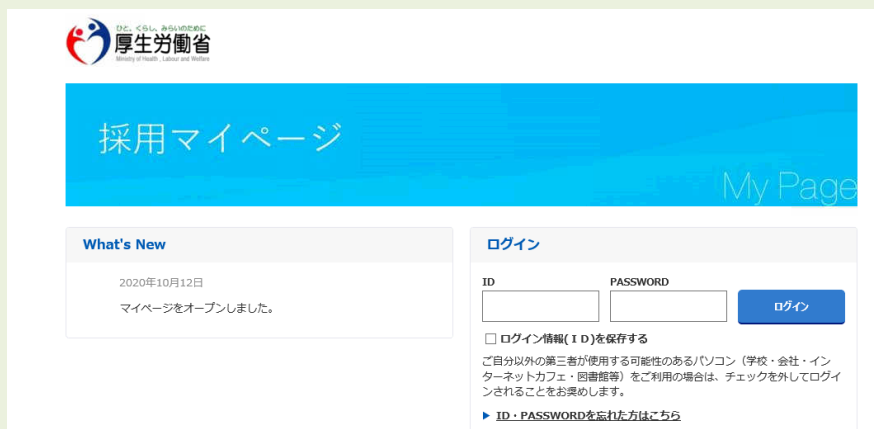 ひと、くらし、みらいのために
厚生労働省
Ministry of Health, Labour and Welfare
採用マイページ
My Page
What's New
2020年10月12日
マイページをオープンしました。
ログイン
ID PASSWORD
ログイン
ログイン情報(ＩＤ)を保存する
ご自分以外の第三者が使用する可能性のあるパソコン（学校・会社・イン
ターネットカフェ・図書館等）をご利用の場合は、チェックを外してログイ
ンされることをお奨めします。
ID・PASSWORDを忘れた方はこちら